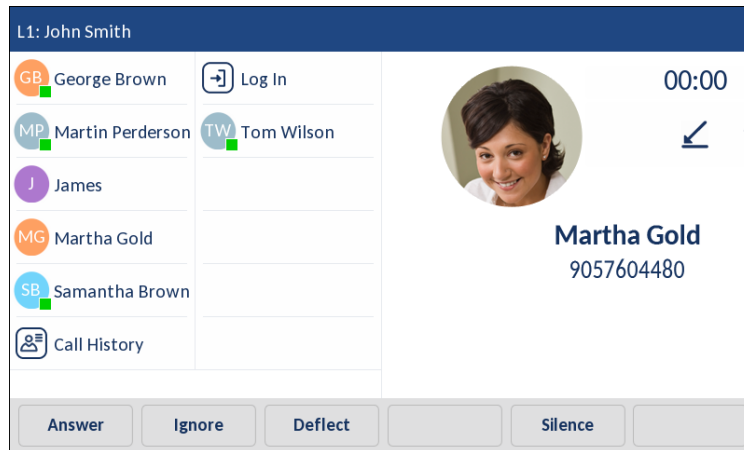 L1: John Smith
GB George Brown
Log In
MP Martin Perderson
TW Tom Wilson
J James
MG Martha Gold
SB Samantha Brown
Call History
00:00
Martha Gold
9057604480
Answer
Ignore
Deflect
Silence